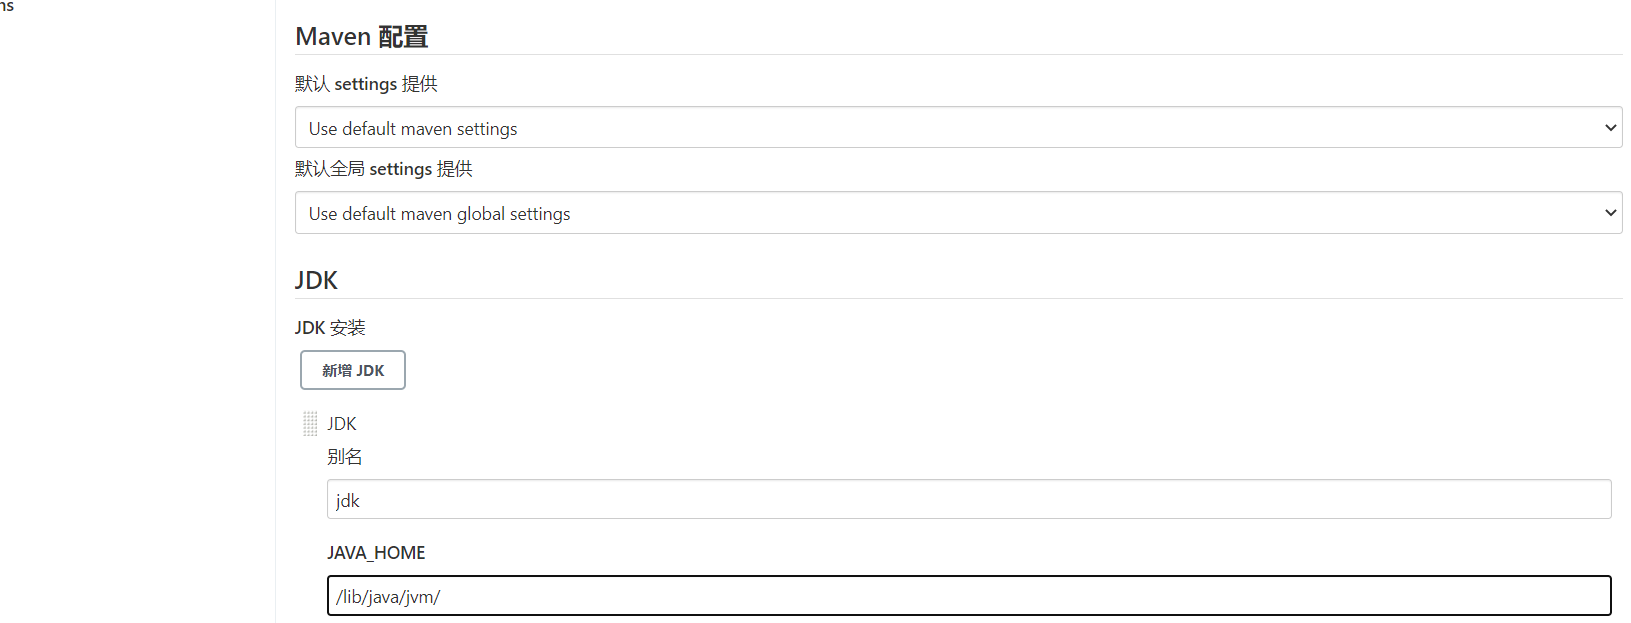 ns
Maven 配置
默认 settings 提供
Use default maven settings
默认全局 settings 提供
Use default maven global settings
JDK
JDK 安装
新增 JDK
JDK
别名
jdk
JAVA_HOME
/lib/java/jvm/